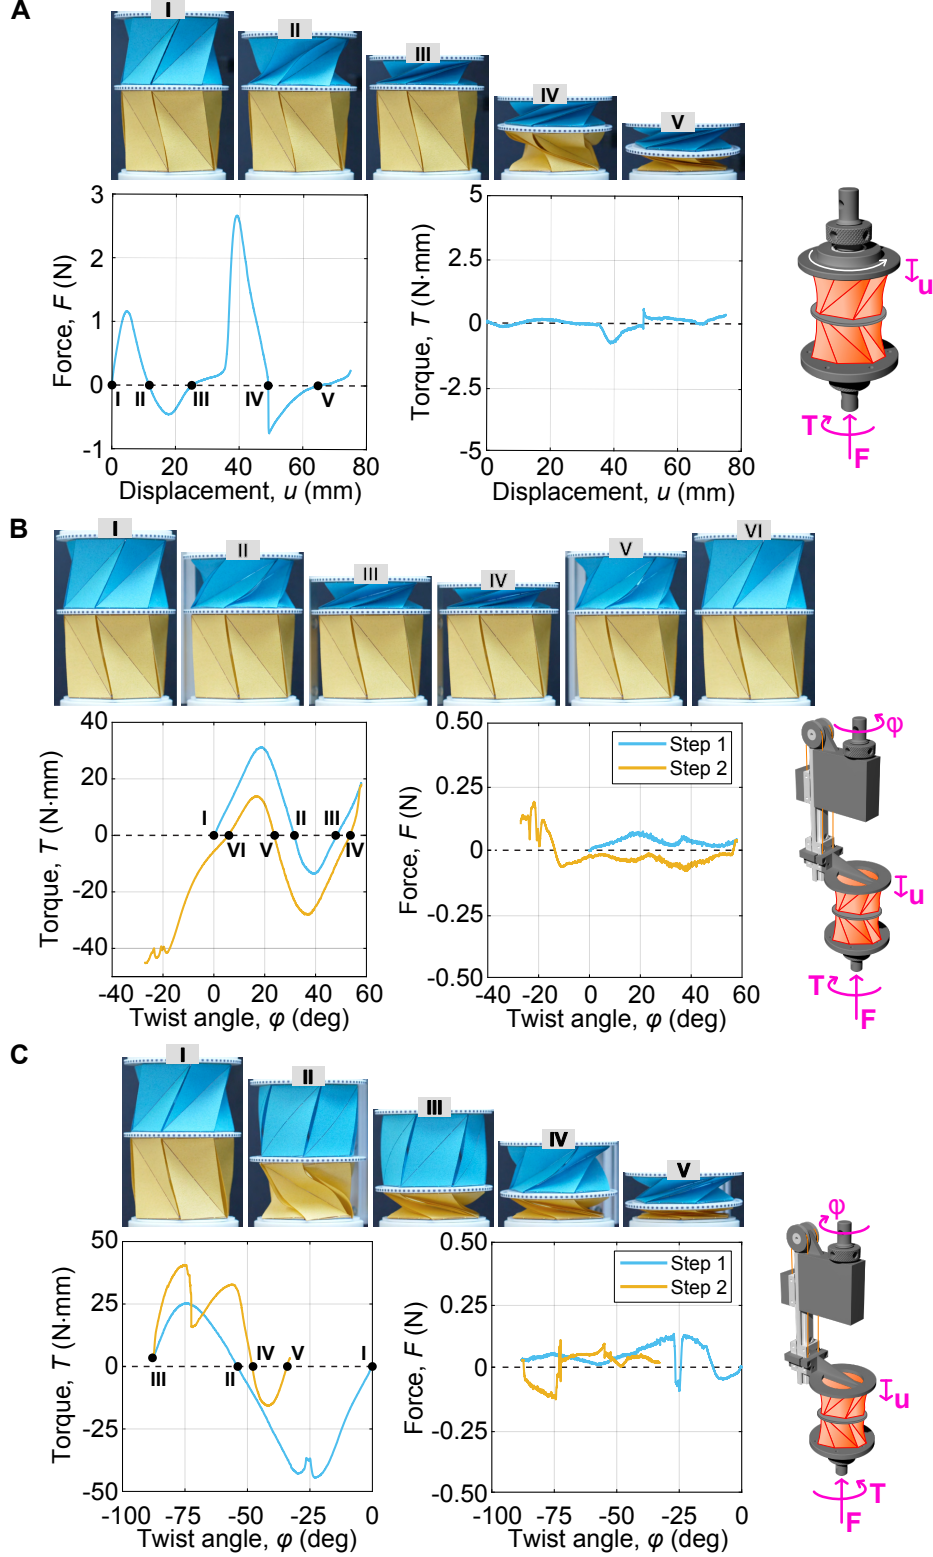 A
I
II
III
IV
V
3
2
1
0
-1
Force, F (N)
I
II
III
IV
V
0
20
40
60
80
Displacement, u (mm)
5
2.5
0
-2.5
-5
Torque, T (N·mm)
0
20
40
60
80
Displacement, u (mm)
u
T
F
B
I
II
III
IV
V
VI
40
20
0
-20
-40
Torque, T (N·mm)
I
II
III
VI
V
IV
-40
-20
0
20
40
60
Twist angle, φ (deg)
0.50
0.25
0
-0.25
-0.50
Force, F (N)
Step 1
Step 2
-40
-20
0
20
40
60
Twist angle, φ (deg)
φ
u
T
F
C
I
II
III
IV
V
50
25
0
-25
-50
Torque, T (N·mm)
IV
V
I
III
II
-100
-75
-50
-25
0
Twist angle, φ (deg)
0.50
0.25
0
-0.25
-0.50
Force, F (N)
Step 1
Step 2
-100
-75
-50
-25
0
Twist angle, φ (deg)
φ
u
T
F